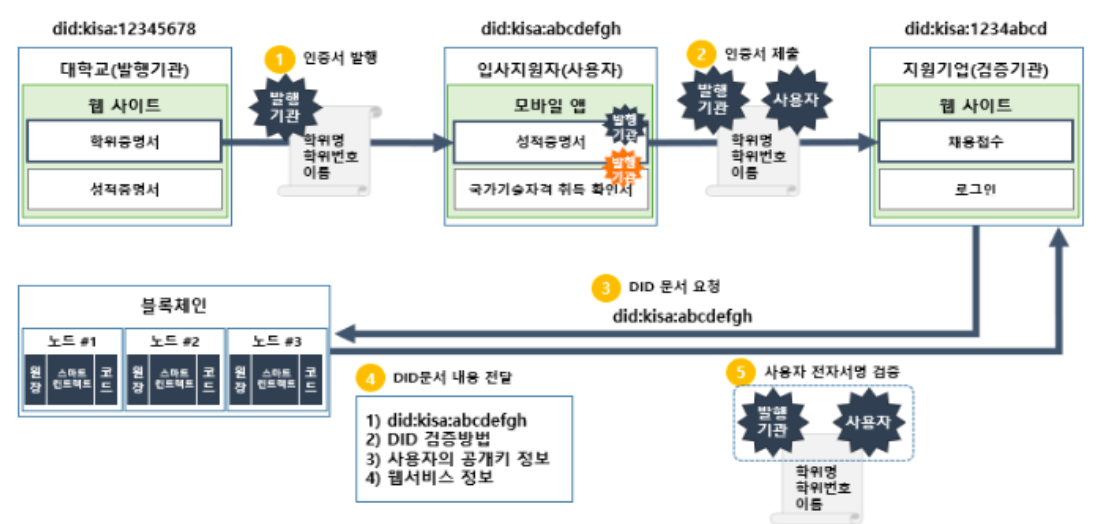 did:kisa:12345678
did:kisa:abcdefgh
did:kisa:1234abcd
대학교(발행기관)
웹 사이트
학위증명서
성적증명서
1 인증서 발행
발행
기관
학위명
학위번호
이름
입사지원자(사용자)
모바일 앱
성적증명서
발행
기관
국가기술자격 취득 확인서
발행
기관
2 인증서 제출
발행
기관
사용자
학위명
학위번호
이름
지원기업(검증기관)
웹 사이트
채용접수
로그인
3 DID 문서 요청
did:kisa:abcdefgh
블록체인
노드 #1
노드 #2
노드 #3
원장
스마트
컨트랙트
코드
원장
스마트
컨트랙트
코드
원장
스마트
컨트랙트
코드
4 DID문서 내용 전달
1) did:kisa:abcdefgh
2) DID 검증방법
3) 사용자의 공개키 정보
4) 웹서비스 정보
5 사용자 전자서명 검증
발행
기관
사용자
학위명
학위번호
이름